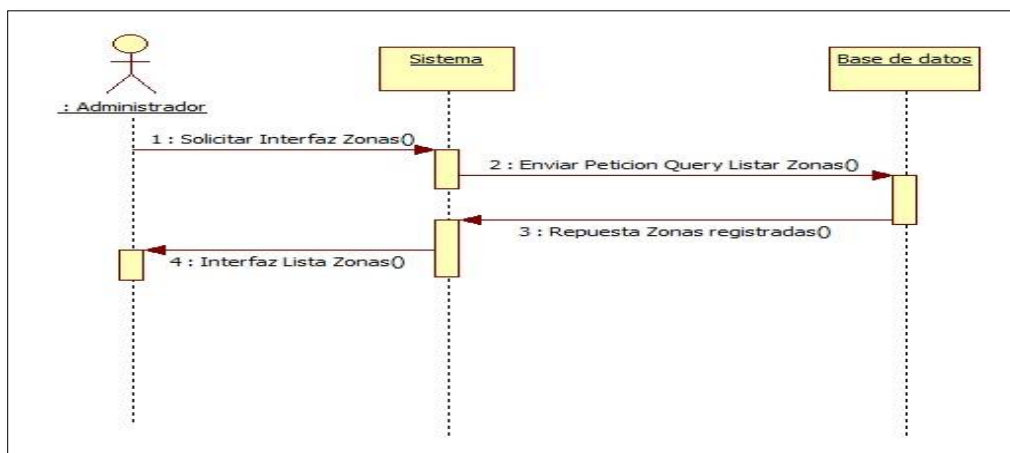 Sistema
Base de datos
: Administrador
1 : Solicitar Interfaz Zonas()
2 : Enviar Peticion Query Listar Zonas()
3 : Repuesta Zonas registradas()
4 : Interfaz Lista Zonas()